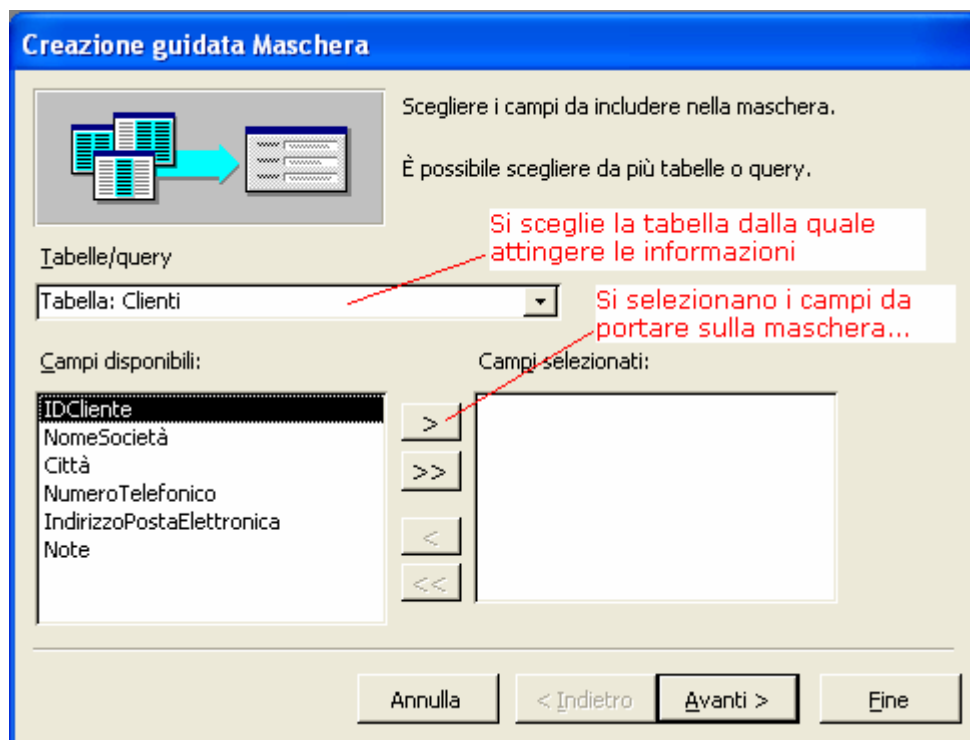 Creazione guidata Maschera
Scegliere i campi da includere nella maschera.
È possibile scegliere da più tabelle o query.
Si sceglie la tabella dalla quale
attingere le informazioni
Tabelle/query
Tabella: Clienti
Si selezionano i campi da
portare sulla maschera...
Campi disponibili:
Campi selezionati:
IDCliente
NomeSocietà
Città
NumeroTelefonico
IndirizzoPostaElettronica
Note
>
>>
<
<<
Annulla
< Indietro
Avanti >
Fine